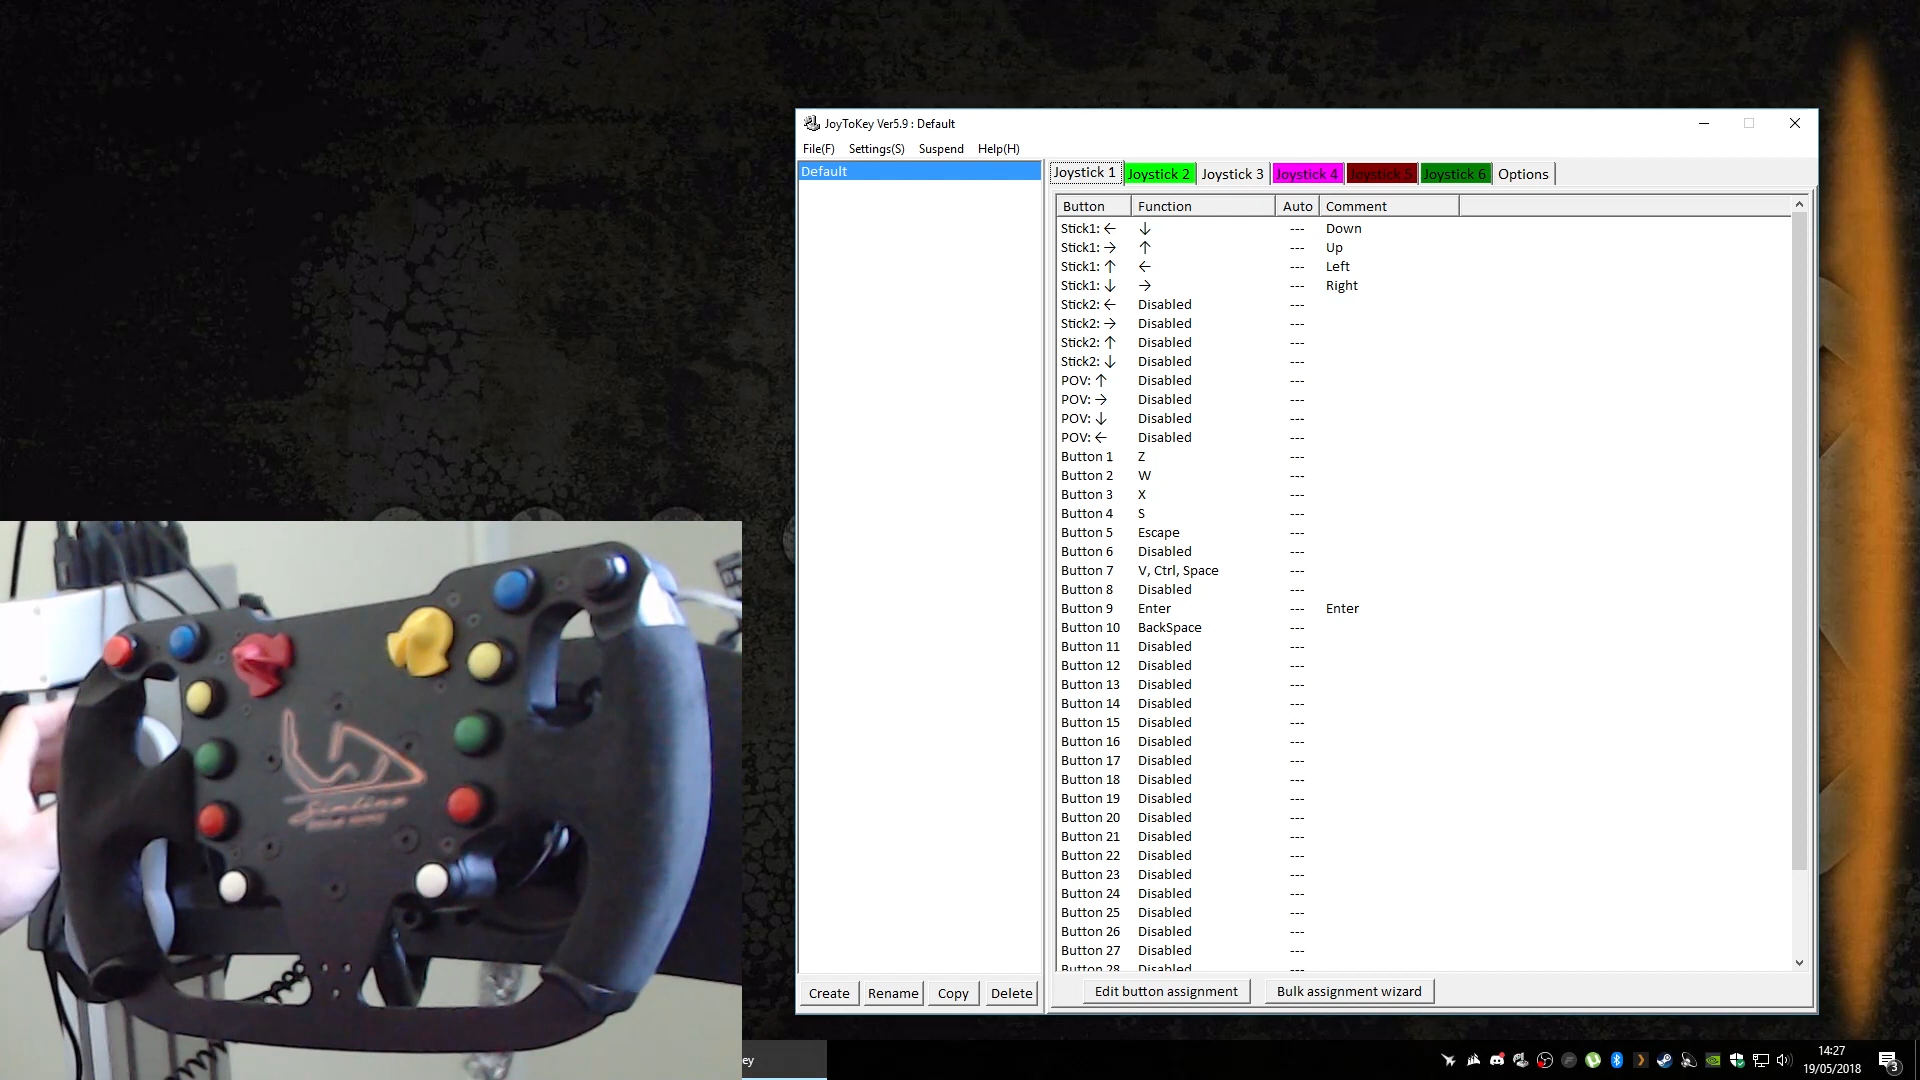 JoyToKey Ver5.9 : Default
File(F) Settings(S) Suspend Help(H)
Default
Joystick 1 Joystick 2 Joystick 3 Joystick 4 Joystick 5 Joystick 6 Options
Button Function Auto Comment
Stick1: ← ↓ --- Down
Stick1: → ↑ --- Up
Stick1: ↑ ← --- Left
Stick1: ↓ → --- Right
Stick2: ← Disabled ---
Stick2: → Disabled ---
Stick2: ↑ Disabled ---
Stick2: ↓ Disabled ---
POV: ↑ Disabled ---
POV: → Disabled ---
POV: ↓ Disabled ---
POV: ← Disabled ---
Button 1 Z ---
Button 2 W ---
Button 3 X ---
Button 4 S ---
Button 5 Escape ---
Button 6 Disabled ---
Button 7 V, Ctrl, Space ---
Button 8 Disabled ---
Button 9 Enter --- Enter
Button 10 BackSpace ---
Button 11 Disabled ---
Button 12 Disabled ---
Button 13 Disabled ---
Button 14 Disabled ---
Button 15 Disabled ---
Button 16 Disabled ---
Button 17 Disabled ---
Button 18 Disabled ---
Button 19 Disabled ---
Button 20 Disabled ---
Button 21 Disabled ---
Button 22 Disabled ---
Button 23 Disabled ---
Button 24 Disabled ---
Button 25 Disabled ---
Button 26 Disabled ---
Button 27 Disabled ---
Button 28 Disabled ---
Create Rename Copy Delete
Edit button assignment Bulk assignment wizard
ey
14:27
19/05/2018
3